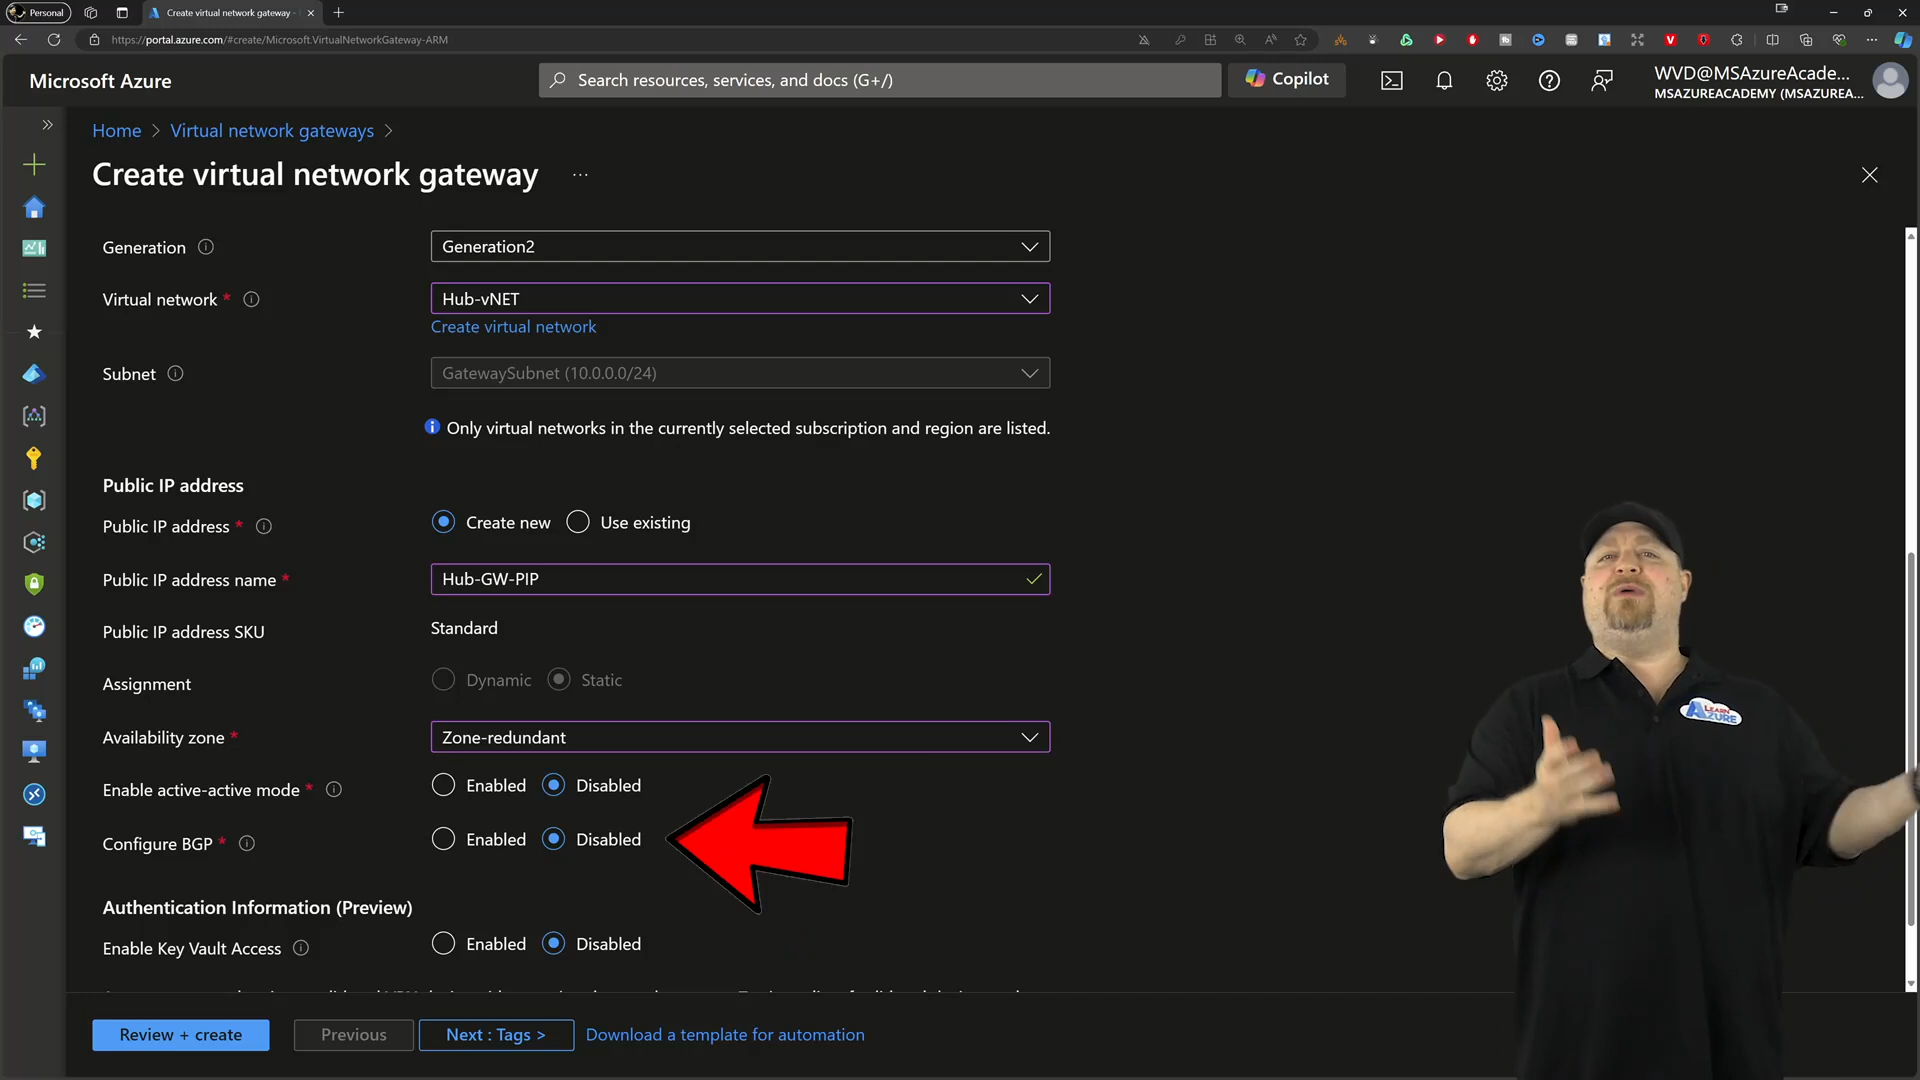 Personal
Create virtual network gateway -
https://portal.azure.com/#create/Microsoft.VirtualNetworkGateway-ARM
Microsoft Azure
Search resources, services, and docs (G+/)
Copilot
WVD@MSAzureAcade...
MSAZUREACADEMY (MSAZUREA...
Home > Virtual network gateways >
Create virtual network gateway ...
Generation
Generation2
Virtual network *
Hub-vNET
Create virtual network
Subnet
GatewaySubnet (10.0.0.0/24)
Only virtual networks in the currently selected subscription and region are listed.
Public IP address
Public IP address *
Create new
Use existing
Public IP address name *
Hub-GW-PIP
Public IP address SKU
Standard
Assignment
Dynamic
Static
Availability zone *
Zone-redundant
Enable active-active mode *
Enabled
Disabled
Configure BGP *
Enabled
Disabled
Authentication Information (Preview)
Enable Key Vault Access
Enabled
Disabled
Review + create
Previous
Next : Tags >
Download a template for automation
LEARN
AZURE